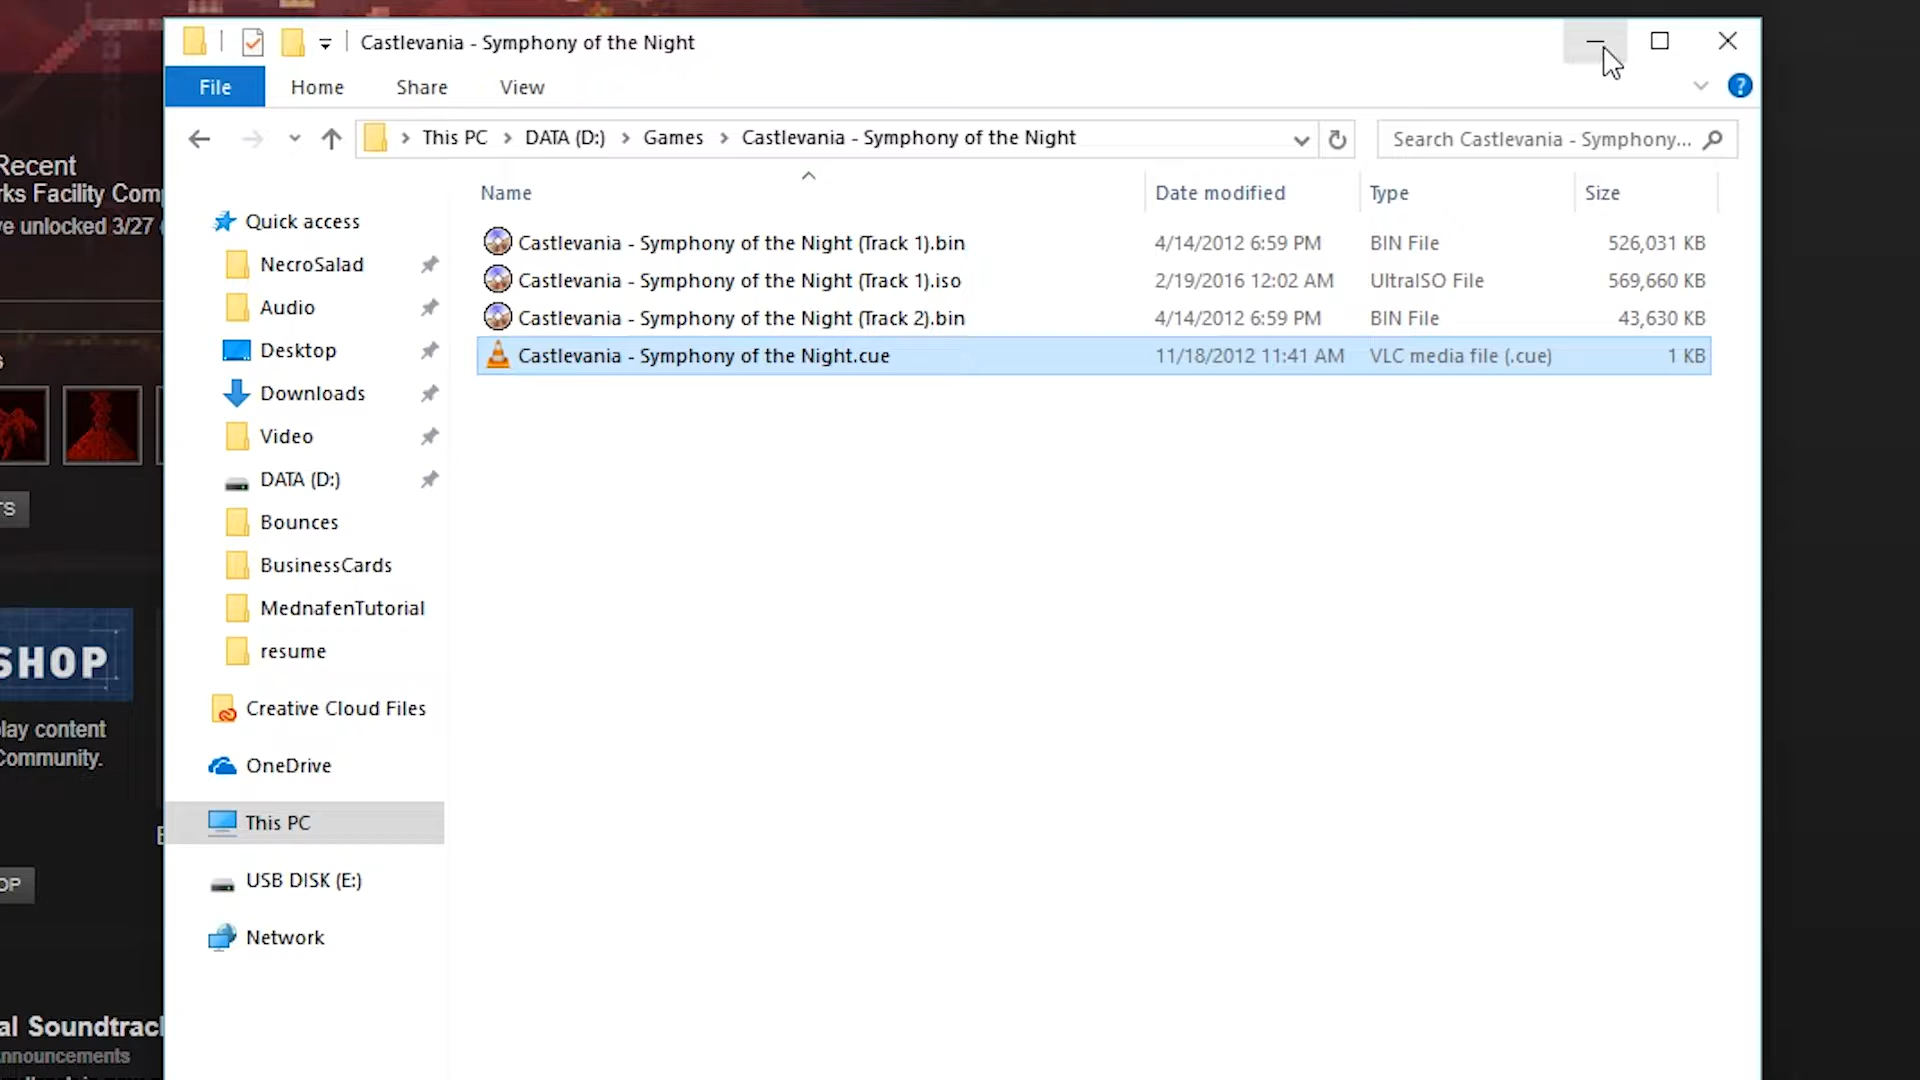 Castlevania - Symphony of the Night
File Home Share View
This PC DATA (D:) Games Castlevania - Symphony of the Night
Search Castlevania - Symphony...
Name Date modified Type Size
Castlevania - Symphony of the Night (Track 1).bin 4/14/2012 6:59 PM BIN File 526,031 KB
Castlevania - Symphony of the Night (Track 1).iso 2/19/2016 12:02 AM UltraISO File 569,660 KB
Castlevania - Symphony of the Night (Track 2).bin 4/14/2012 6:59 PM BIN File 43,630 KB
Castlevania - Symphony of the Night.cue 11/18/2012 11:41 AM VLC media file (.cue) 1 KB
Quick access
NecroSalad
Audio
Desktop
Downloads
Video
DATA (D:)
Bounces
BusinessCards
MednafenTutorial
resume
Creative Cloud Files
OneDrive
This PC
USB DISK (E:)
Network
Recent
rks Facility Com
ve unlocked 3/27
TS
SHOP
lay content
Community.
OP
al Soundtrac
nnouncements